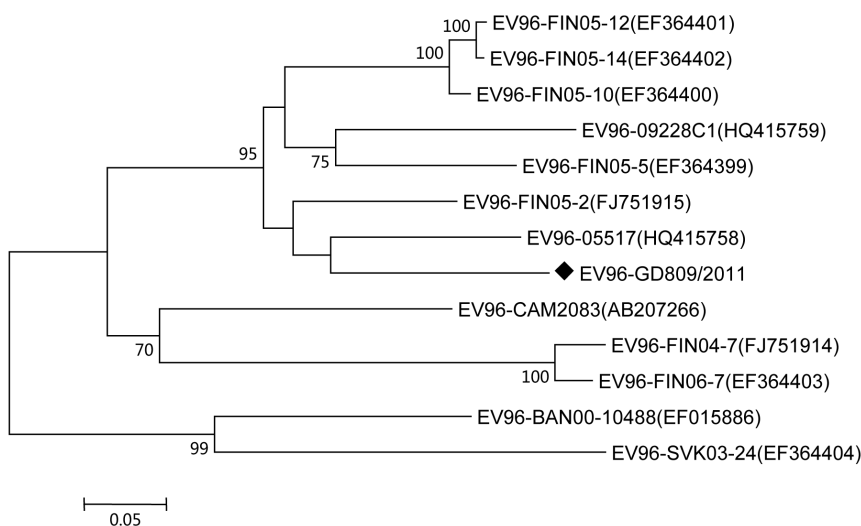 100 EV96-FIN05-12(EF364401)
100 EV96-FIN05-14(EF364402)
EV96-FIN05-10(EF364400)
EV96-09228C1(HQ415759)
95
75 EV96-FIN05-5(EF364399)
EV96-FIN05-2(FJ751915)
EV96-05517(HQ415758)
EV96-GD809/2011
EV96-CAM2083(AB207266)
70
EV96-FIN04-7(FJ751914)
100 EV96-FIN06-7(EF364403)
EV96-BAN00-10488(EF015886)
99 EV96-SVK03-24(EF364404)
0.05